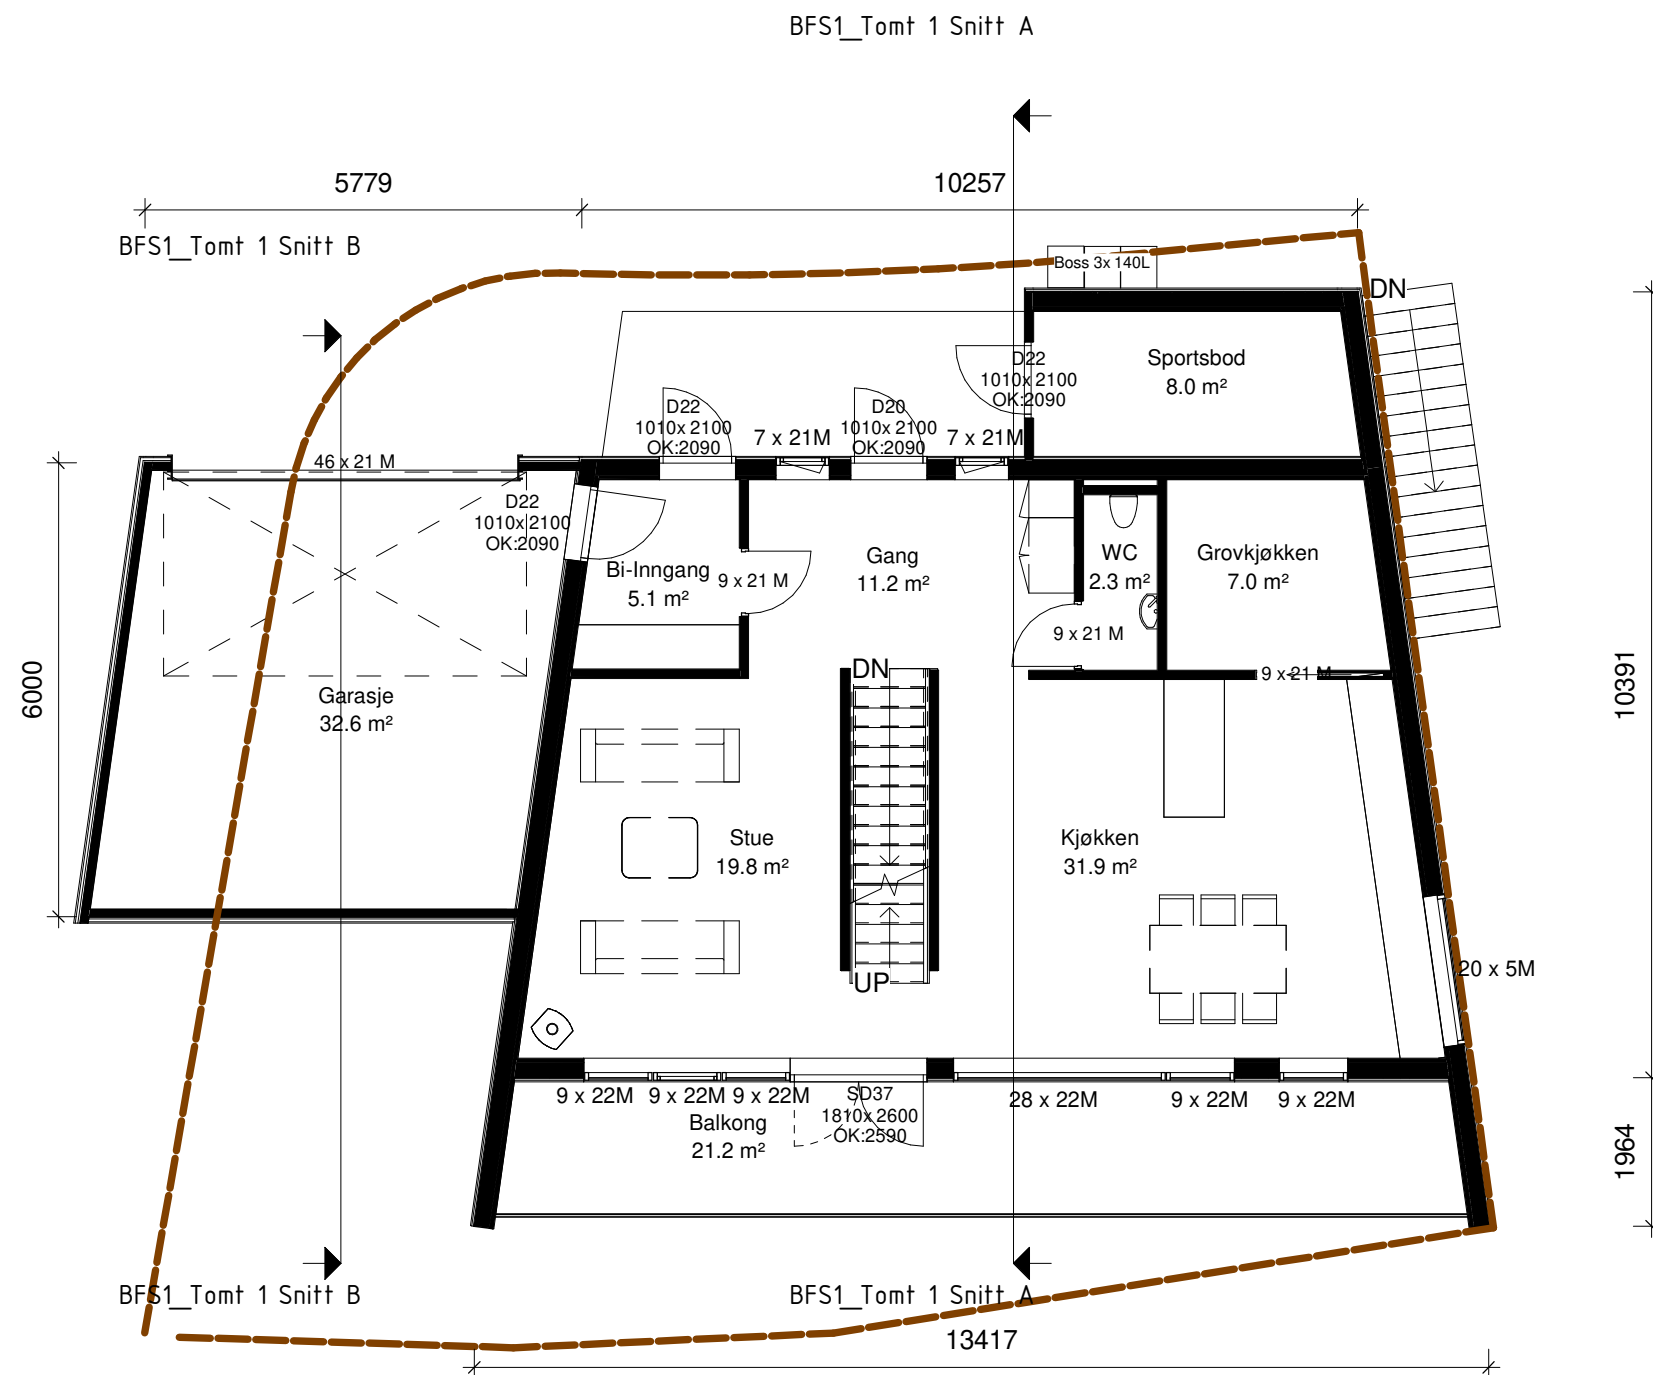 BFS1_Tomt 1 Snitt A
5779
10257
BFS1_Tomt 1 Snitt B
Boss 3x 140L
DN
D22
1010x 2100
OK:2090
Sportsbod
8.0 m²
D22
1010x 2100
OK:2090
7 x 21M
D20
1010x 2100
OK:2090
7 x 21M
46 x 21 M
D22
1010x 2100
OK:2090
Bi-Inngang
5.1 m²
9 x 21 M
Gang
11.2 m²
WC
2.3 m²
Grovkjøkken
7.0 m²
9 x 21 M
9 x 21 M
6000
Garasje
32.6 m²
DN
10391
Stue
19.8 m²
Kjøkken
31.9 m²
UP
20 x 5M
9 x 22M
9 x 22M
9 x 22M
SD37
1810x 2600
OK:2590
28 x 22M
9 x 22M
9 x 22M
Balkong
21.2 m²
1964
BFS1_Tomt 1 Snitt B
BFS1_Tomt 1 Snitt A
13417